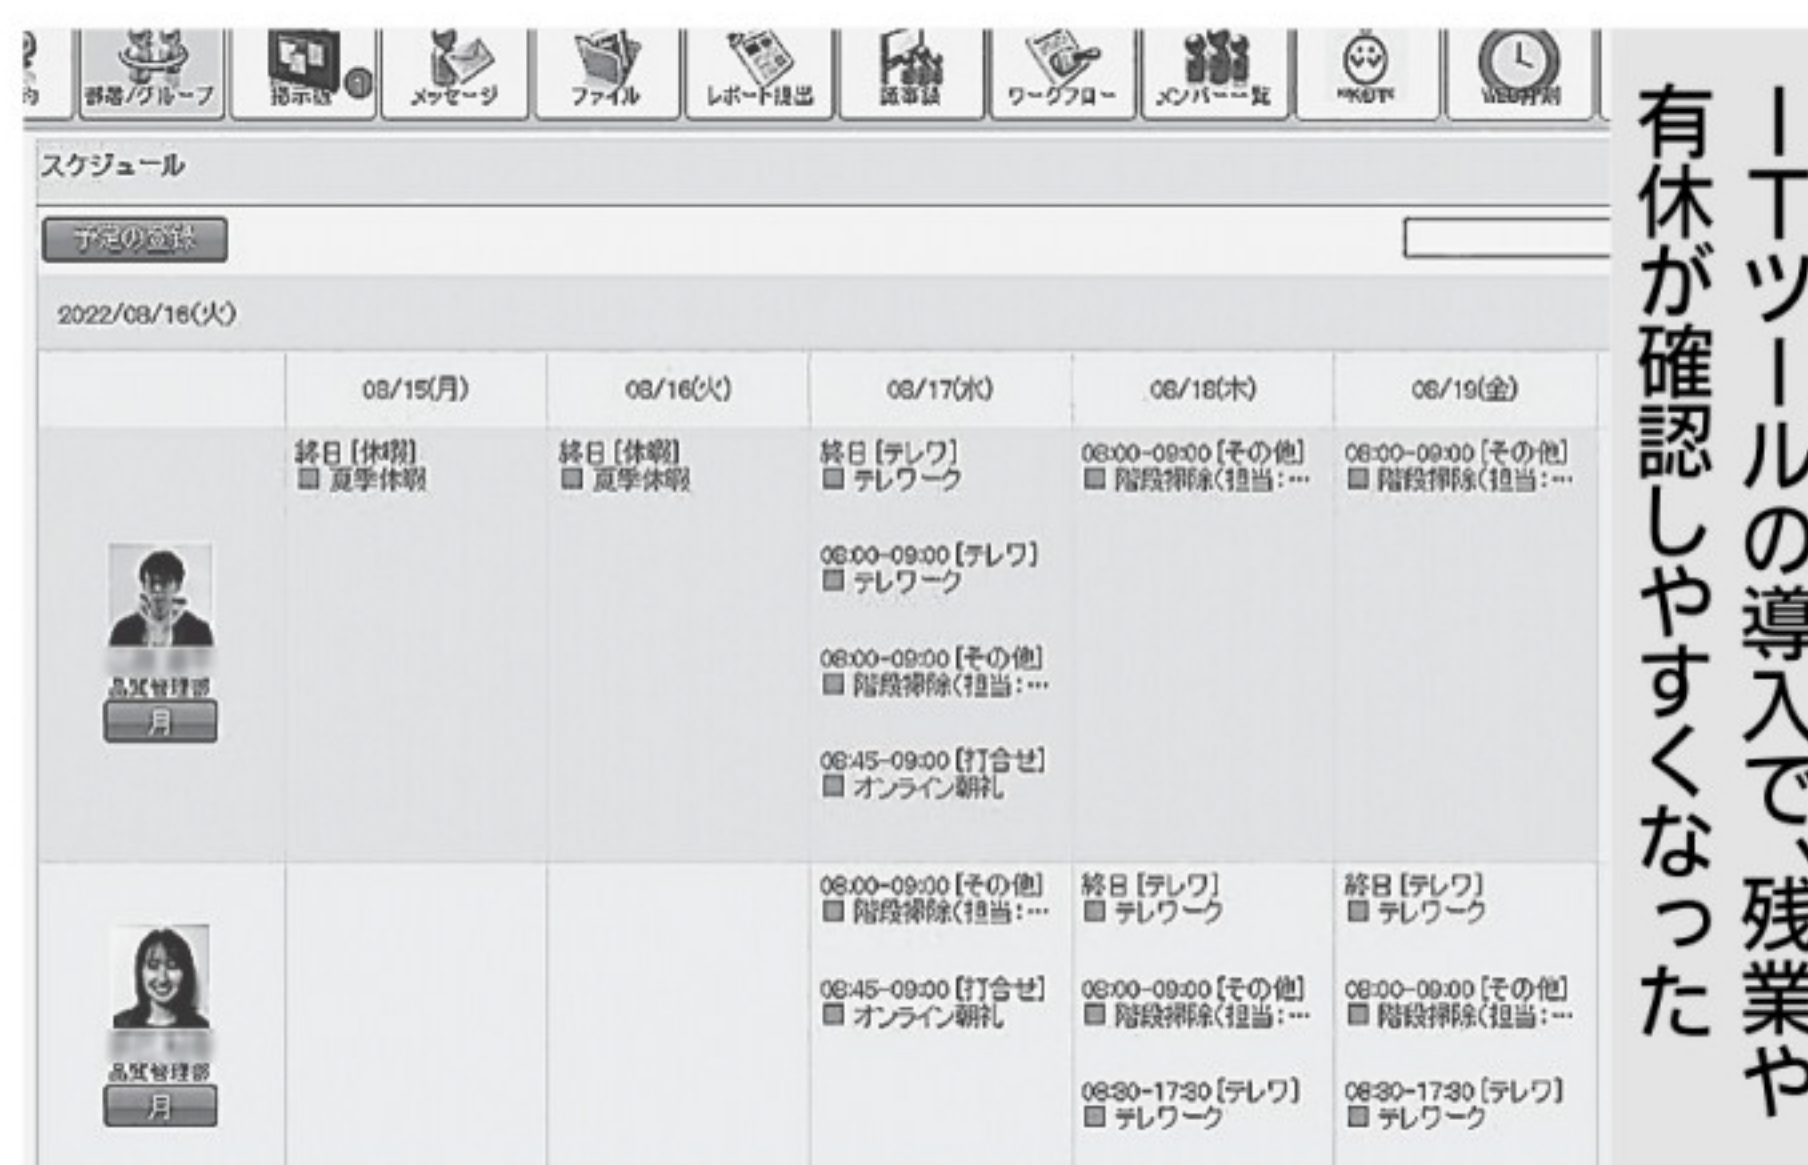 部署/グループ
掲示板
メッセージ
ファイル
レポート提出
議事録
ワークフロー
メンバー一覧
スケジュール
予定の登録
2022/08/16(火)
08/15(月) 08/16(火) 08/17(水) 08/18(木) 08/19(金)
終日 [休暇]
夏季休暇
終日 [休暇]
夏季休暇
終日 [テレワ]
テレワーク
08:00-09:00 [テレワ]
テレワーク
08:00-09:00 [その他]
階段掃除(担当:…
08:45-09:00 [打合せ]
オンライン朝礼
08:00-09:00 [その他]
階段掃除(担当:…
08:00-09:00 [その他]
階段掃除(担当:…
品質管理部
月
08:00-09:00 [その他]
階段掃除(担当:…
08:45-09:00 [打合せ]
オンライン朝礼
終日 [テレワ]
テレワーク
08:00-09:00 [その他]
階段掃除(担当:…
08:30-17:30 [テレワ]
テレワーク
終日 [テレワ]
テレワーク
08:00-09:00 [その他]
階段掃除(担当:…
08:30-17:30 [テレワ]
テレワーク
品質管理部
月
ITツールの導入で、残業や
有休が確認しやすくなった